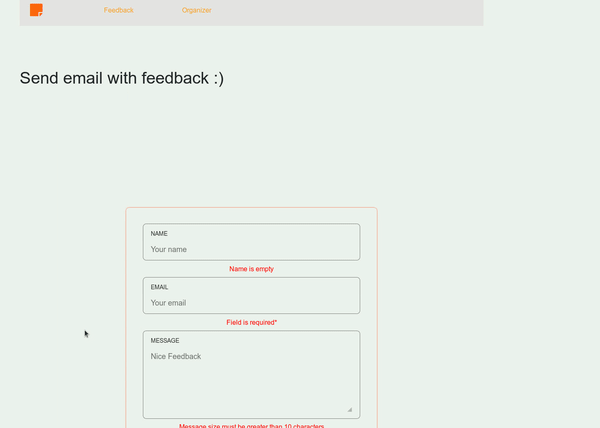 Feedback
Organizer
Send email with feedback :)
NAME
Your name
Name is empty
EMAIL
Your email
Field is required*
MESSAGE
Nice Feedback
Message size must be greater than 10 characters